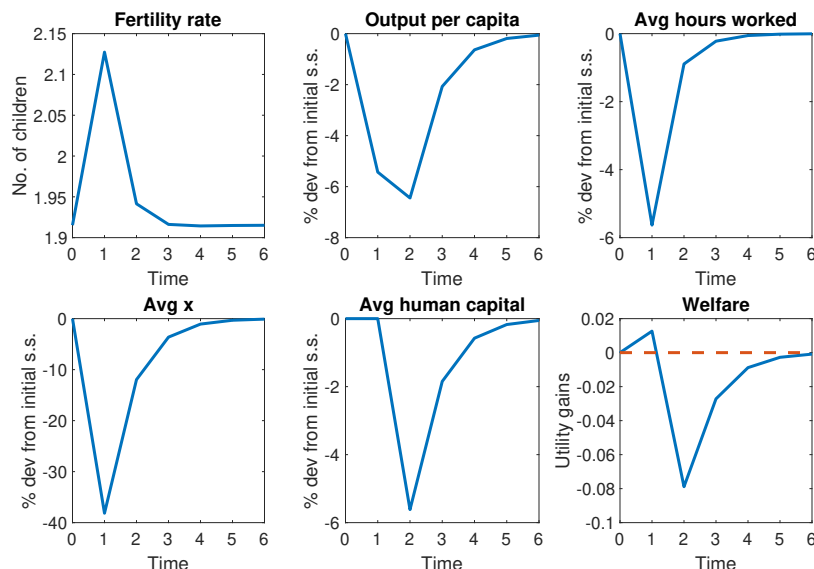 Fertility rate
No. of children
2.15
2.1
2.05
2
1.95
1.9
0 1 2 3 4 5 6
Time
Output per capita
% dev from initial s.s.
0
-2
-4
-6
-8
0 1 2 3 4 5 6
Time
Avg hours worked
% dev from initial s.s.
0
-2
-4
-6
0 1 2 3 4 5 6
Time
Avg x
% dev from initial s.s.
0
-10
-20
-30
-40
0 1 2 3 4 5 6
Time
Avg human capital
% dev from initial s.s.
0
-2
-4
-6
0 1 2 3 4 5 6
Time
Welfare
Utility gains
0.02
0
-0.02
-0.04
-0.06
-0.08
-0.1
0 1 2 3 4 5 6
Time